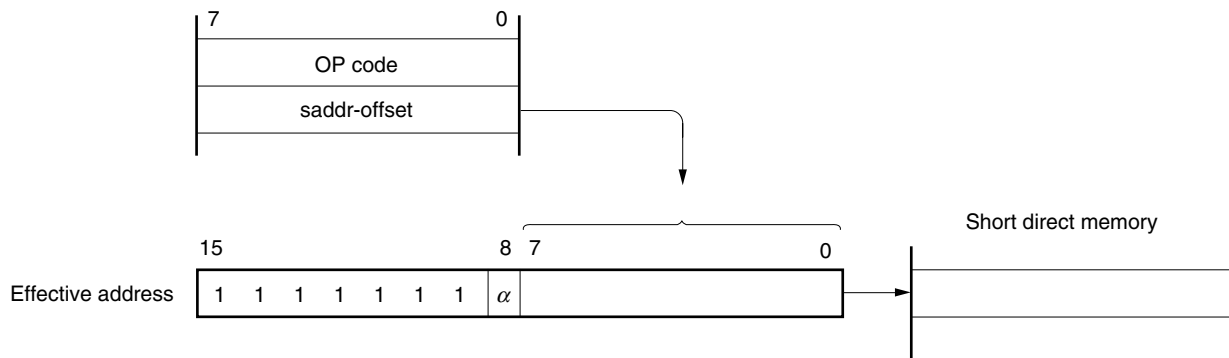 7 0
OP code
saddr-offset
Short direct memory
15 8 7 0
Effective address 1 1 1 1 1 1 1 α